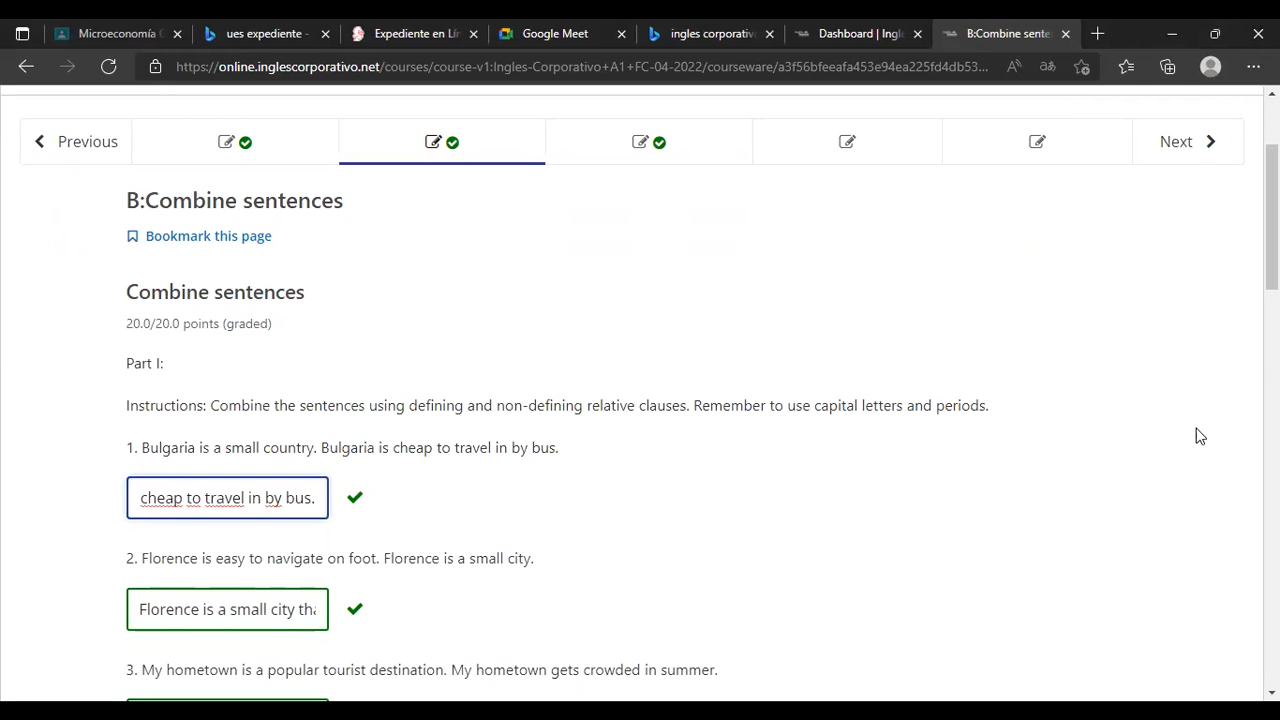 Microeconomía C
ues expediente -
Expediente en Lín
Google Meet
ingles corporativ
Dashboard | Ingle
B:Combine sente
https://online.inglescorporativo.net/courses/course-v1:Ingles-Corporativo+A1+FC-04-2022/courseware/a3f56bfeeafa453e94ea225fd4db53...
Previous
Next
B:Combine sentences
Bookmark this page
Combine sentences
20.0/20.0 points (graded)
Part I:
Instructions: Combine the sentences using defining and non-defining relative clauses. Remember to use capital letters and periods.
1. Bulgaria is a small country. Bulgaria is cheap to travel in by bus.
cheap to travel in by bus.
2. Florence is easy to navigate on foot. Florence is a small city.
Florence is a small city tha
3. My hometown is a popular tourist destination. My hometown gets crowded in summer.